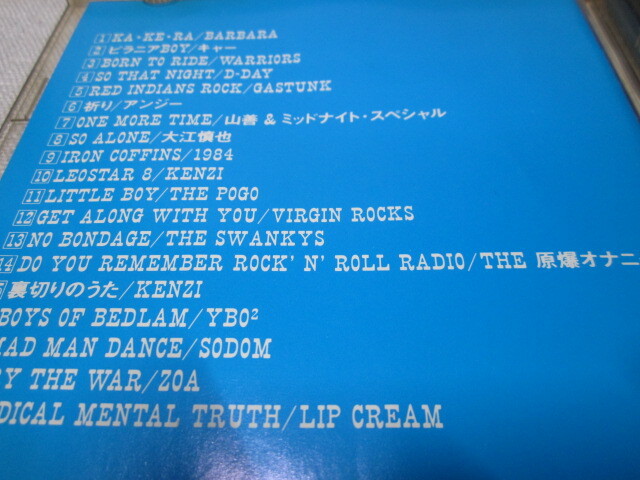 1 KA・KE・RA/BARBARA
2 ピラニアBOY/キャー
3 BORN TO RIDE/WARRIORS
4 SO THAT NIGHT/D-DAY
5 RED INDIANS ROCK/GASTUNK
6 祈り/アンジー
7 ONE MORE TIME/山善 & ミッドナイト・スペシャル
8 SO ALONE/大江慎也
9 IRON COFFINS/1984
10 LEOSTAR 8/KENZI
11 LITTLE BOY/THE POGO
12 GET ALONG WITH YOU/VIRGIN ROCKS
13 NO BONDAGE/THE SWANKYS
14 DO YOU REMEMBER ROCK' N' ROLL RADIO/THE 原爆オナニ
裏切りのうた/KENZI
BOYS OF BEDLAM/YBO²
MAD MAN DANCE/SODOM
THE WAR/ZOA
DICAL MENTAL TRUTH/LIP CREAM